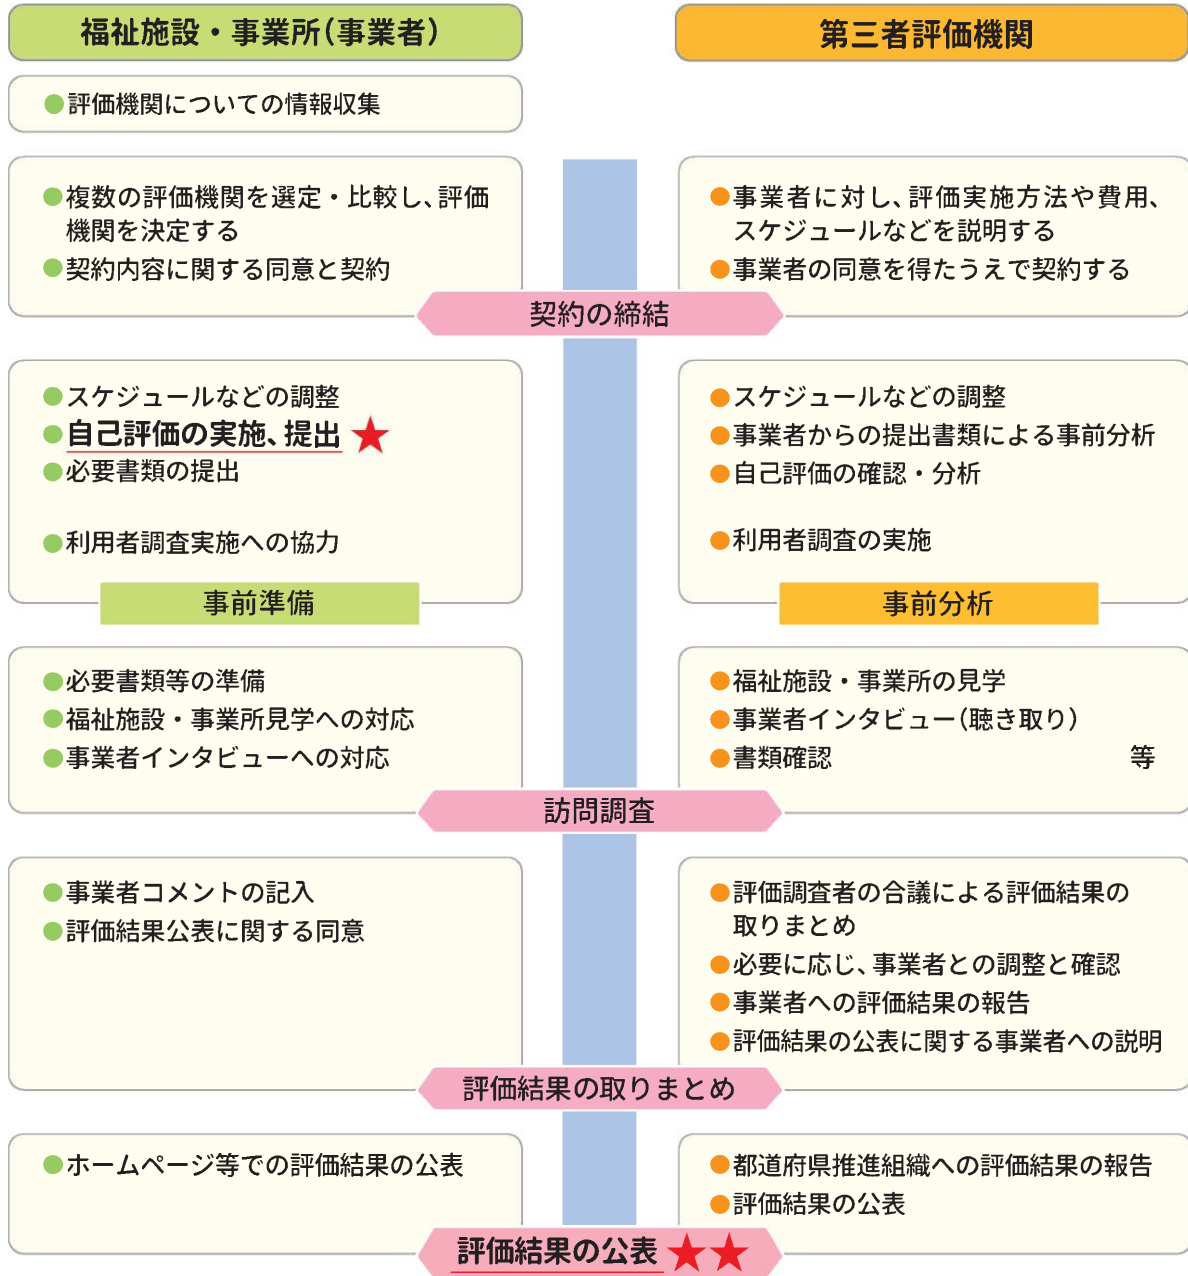 福祉施設・事業所(事業者)
第三者評価機関
●評価機関についての情報収集
●複数の評価機関を選定・比較し、評価
機関を決定する
●契約内容に関する同意と契約
●事業者に対し、評価実施方法や費用、
スケジュールなどを説明する
●事業者の同意を得たうえで契約する
契約の締結
●スケジュールなどの調整
●自己評価の実施、提出 ★
●必要書類の提出
●利用者調査実施への協力
事前準備
●スケジュールなどの調整
●事業者からの提出書類による事前分析
●自己評価の確認・分析
●利用者調査の実施
事前分析
●必要書類等の準備
●福祉施設・事業所見学への対応
●事業者インタビューへの対応
●福祉施設・事業所の見学
●事業者インタビュー(聴き取り)
●書類確認 等
訪問調査
●事業者コメントの記入
●評価結果公表に関する同意
●評価調査者の合議による評価結果の
取りまとめ
●必要に応じ、事業者との調整と確認
●事業者への評価結果の報告
●評価結果の公表に関する事業者への説明
評価結果の取りまとめ
●ホームページ等での評価結果の公表
●都道府県推進組織への評価結果の報告
●評価結果の公表
評価結果の公表 ★★